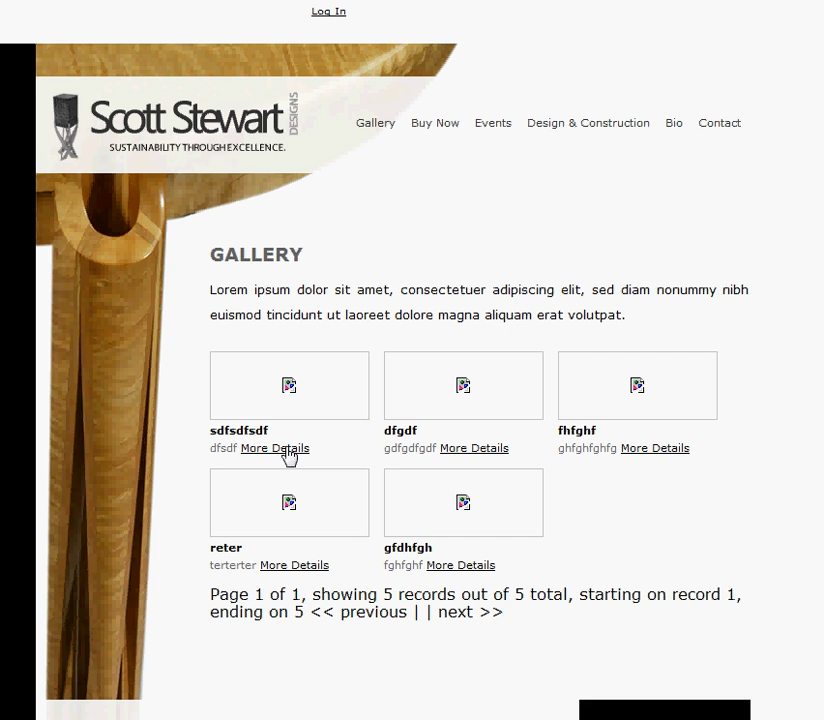 Log In
Scott Stewart DESIGNS
SUSTAINABILITY THROUGH EXCELLENCE.
Gallery Buy Now Events Design & Construction Bio Contact
GALLERY
Lorem ipsum dolor sit amet, consectetuer adipiscing elit, sed diam nonummy nibh
euismod tincidunt ut laoreet dolore magna aliquam erat volutpat.
sdfsdfsdf dfgdf fhfghf
dfsdf More Details gdfgdfgdf More Details ghfghfghfg More Details
reter gfdhfgh
terterter More Details fghfghf More Details
Page 1 of 1, showing 5 records out of 5 total, starting on record 1,
ending on 5 << previous | | next >>